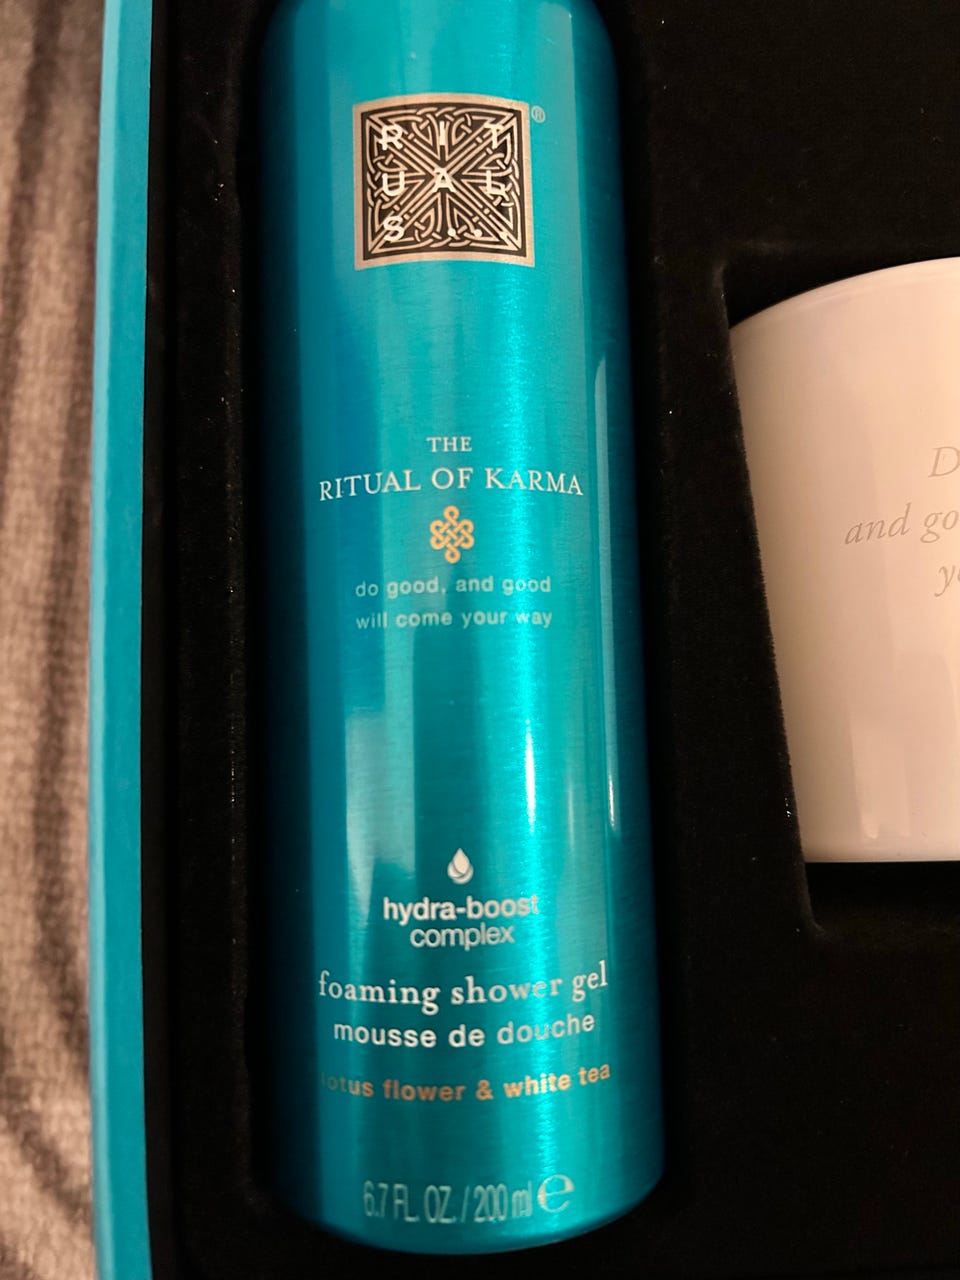 RIT
UAL
S..
®
THE
RITUAL OF KARMA
do good, and good
will come your way
hydra-boost
complex
foaming shower gel
mousse de douche
lotus flower & white tea
6.7 FL. OZ. / 200 ml ℮
D
and go
yo